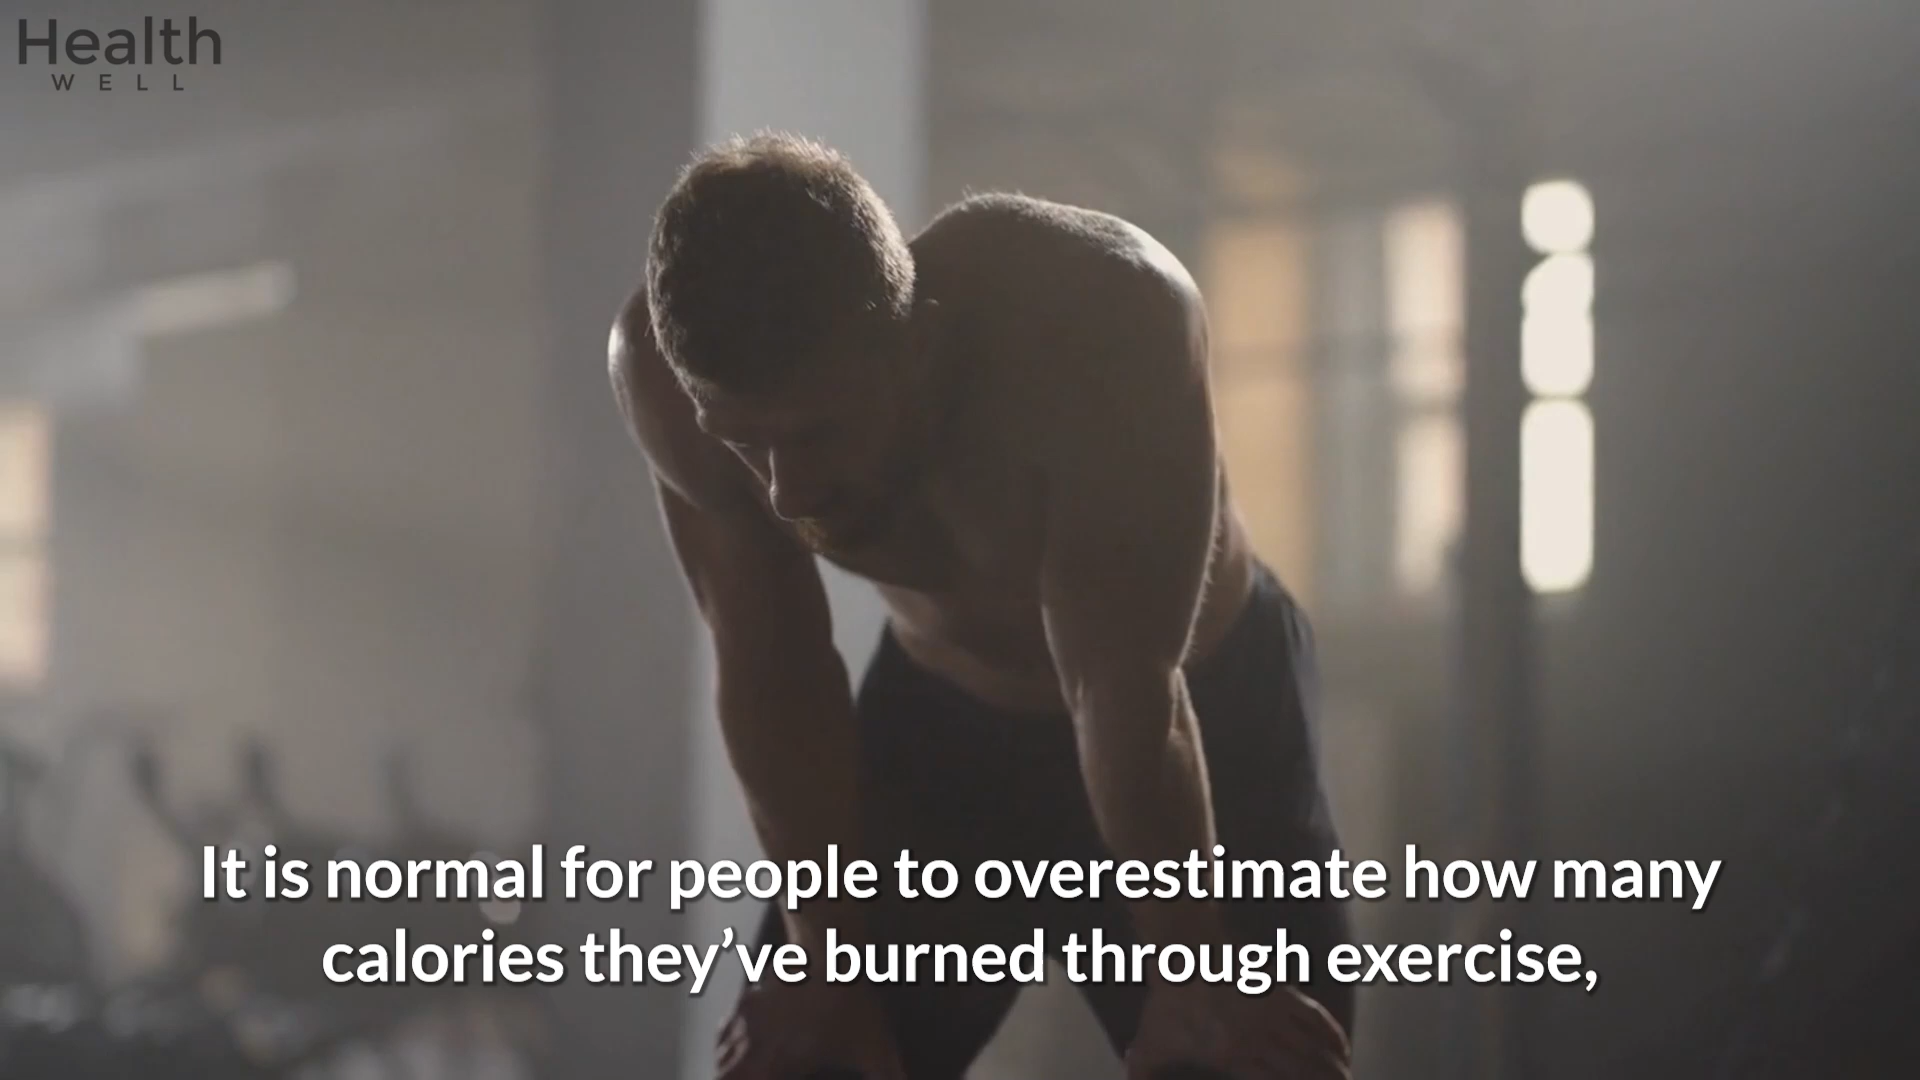 Health
WELL
It is normal for people to overestimate how many
calories they’ve burned through exercise,